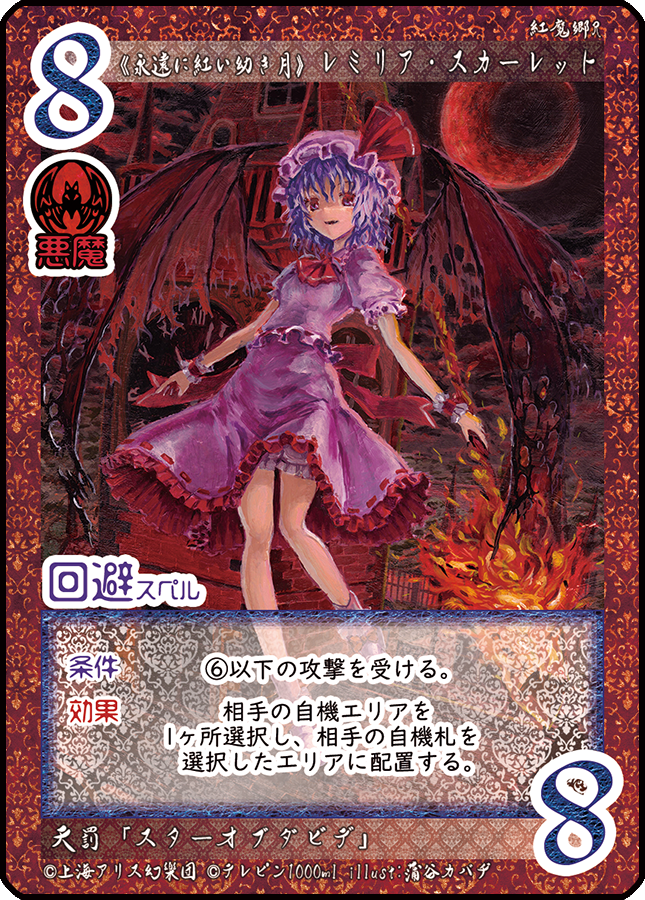 紅魔郷兄
8
《永遠に紅い幼き月》 レミリア・スカーレット
悪魔
回避スペル
条件 ⑥以下の攻撃を受ける。
効果 相手の自機エリアを
1ヶ所選択し、相手の自機札を
選択したエリアに配置する。
8
天罰「スターオブダビデ」
©上海アリス幻樂団 ©テレピン1000ml illust:蒲谷カバヂ